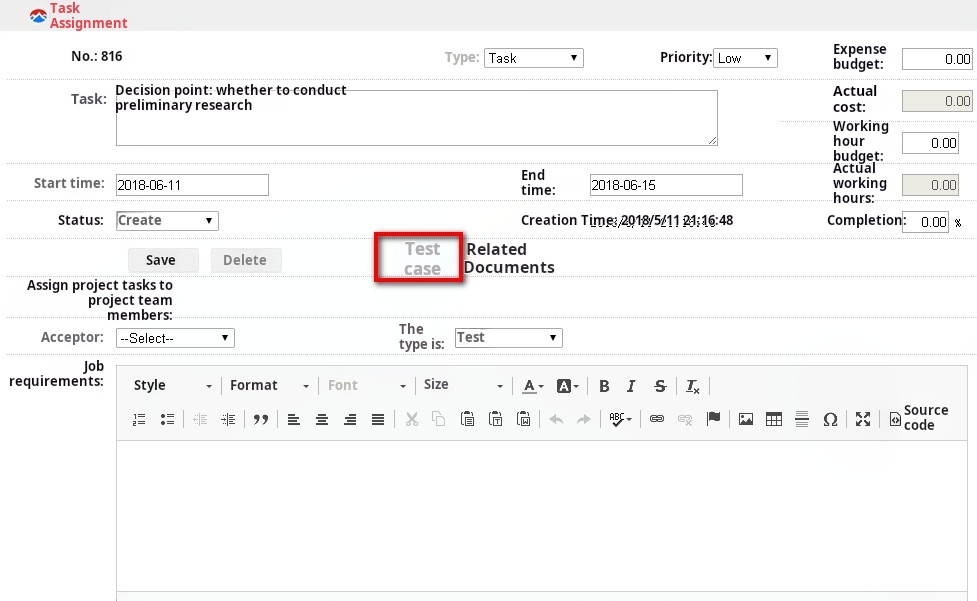 Task
Assignment
No.: 816
Type: Task
Priority: Low
Expense
budget: 0.00
Task: Decision point: whether to conduct
preliminary research
Actual
cost: 0.00
Working
hour
budget: 0.00
Start time: 2018-06-11
End
time: 2018-06-15
Actual
working
hours: 0.00
Status: Create
Creation Time: 2018/5/11 21:16:48
Completion: 0.00 %
Save
Delete
Test
case
Related
Documents
Assign project tasks to
project team
members:
Acceptor: --Select--
The
type is: Test
Job
requirements:
Style Format Font Size A A B I S Tx
ABC Ω Source
code